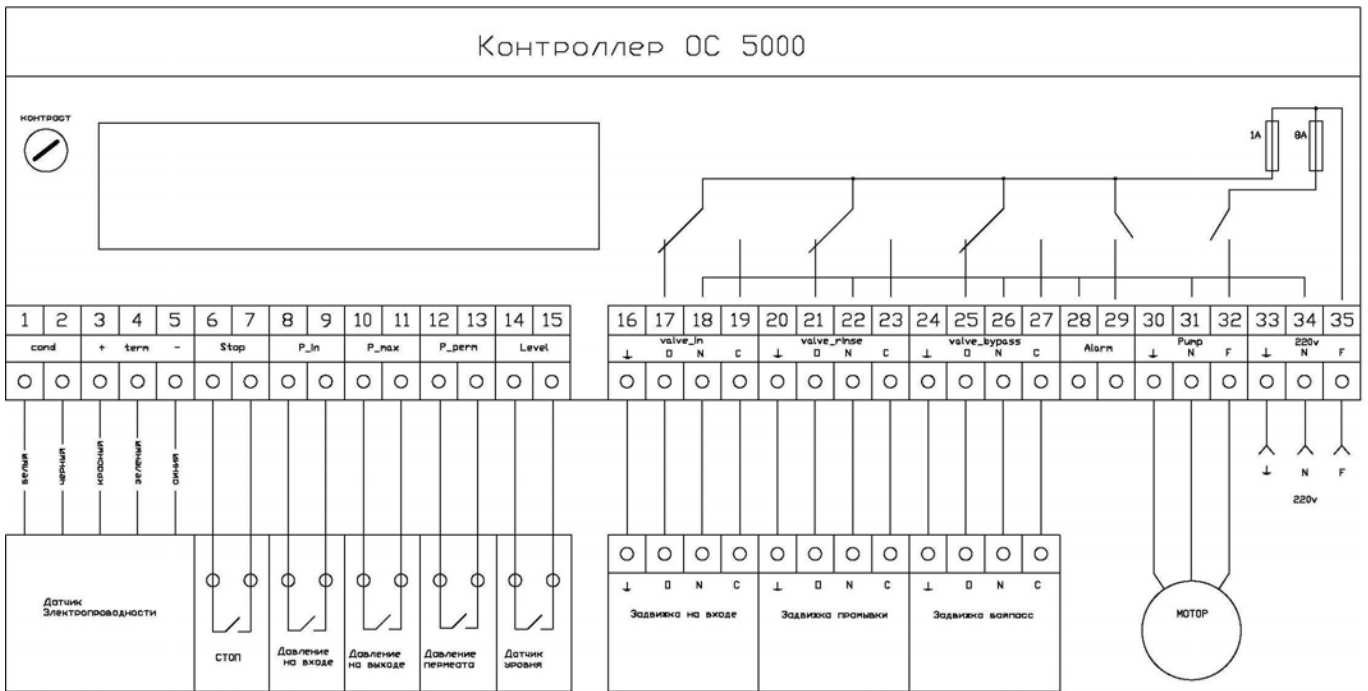 Контроллер ОС 5000
контраст
1А 8А
1 2 3 4 5 6 7 8 9 10 11 12 13 14 15
cond + term - Stop P_in P_max P_perm Level
16 17 18 19 20 21 22 23 24 25 26 27 28 29 30 31 32 33 34 35
valve_in valve_rinse valve_bypass Alarm Pump 220v
O N C O N C O N C N F N F
белый
черный
красный
зеленый
синий
N F
220v
Датчик
Электропроводности
СТОП
Давление
на входе
Давление
на выходе
Давление
пермеата
Датчик
уровня
O N C O N C O N C
Задвижка на входе
Задвижка промывки
Задвижка байпасс
МОТОР